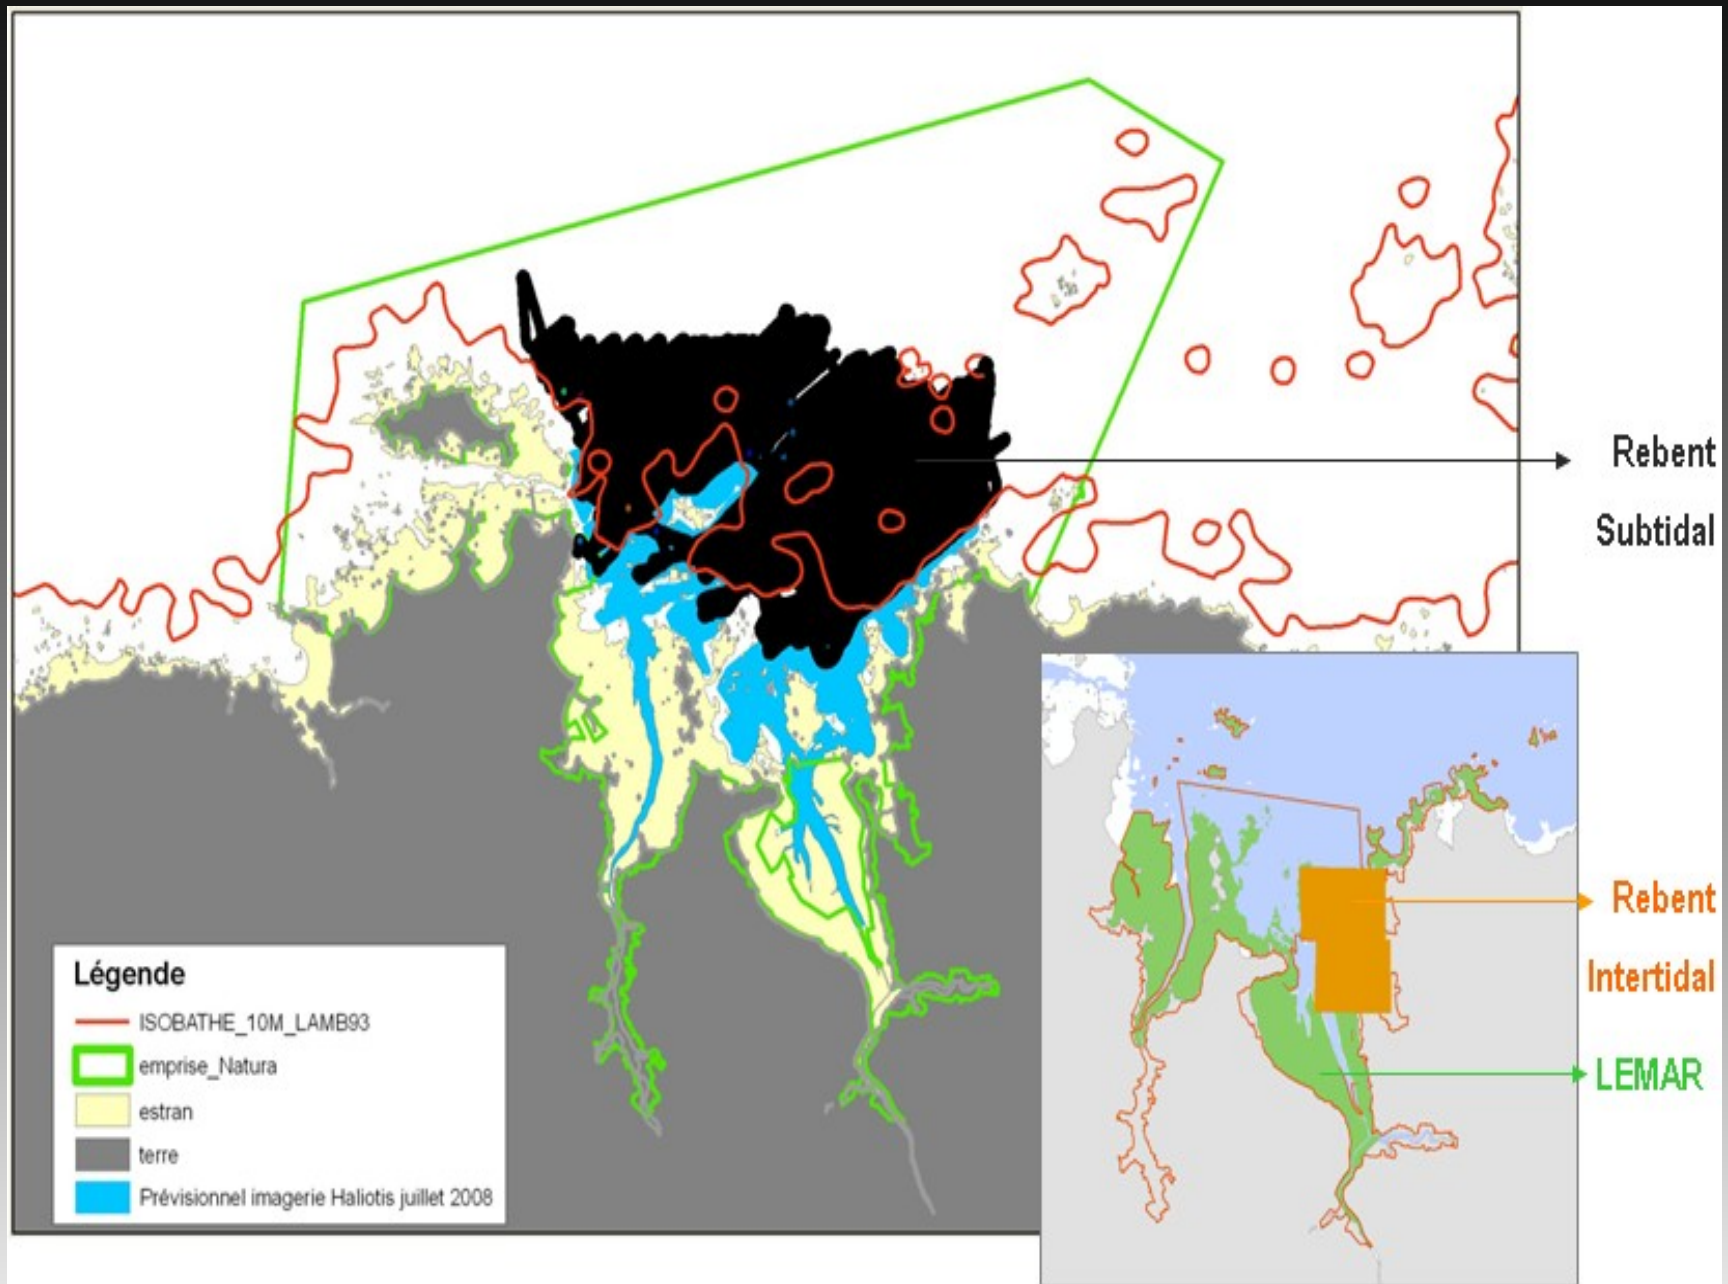 Rebent
Subtidal
Rebent
Intertidal
LEMAR
Légende
ISOBATHE_10M_LAMB93
emprise_Natura
estran
terre
Prévisionnel imagerie Haliotis juillet 2008